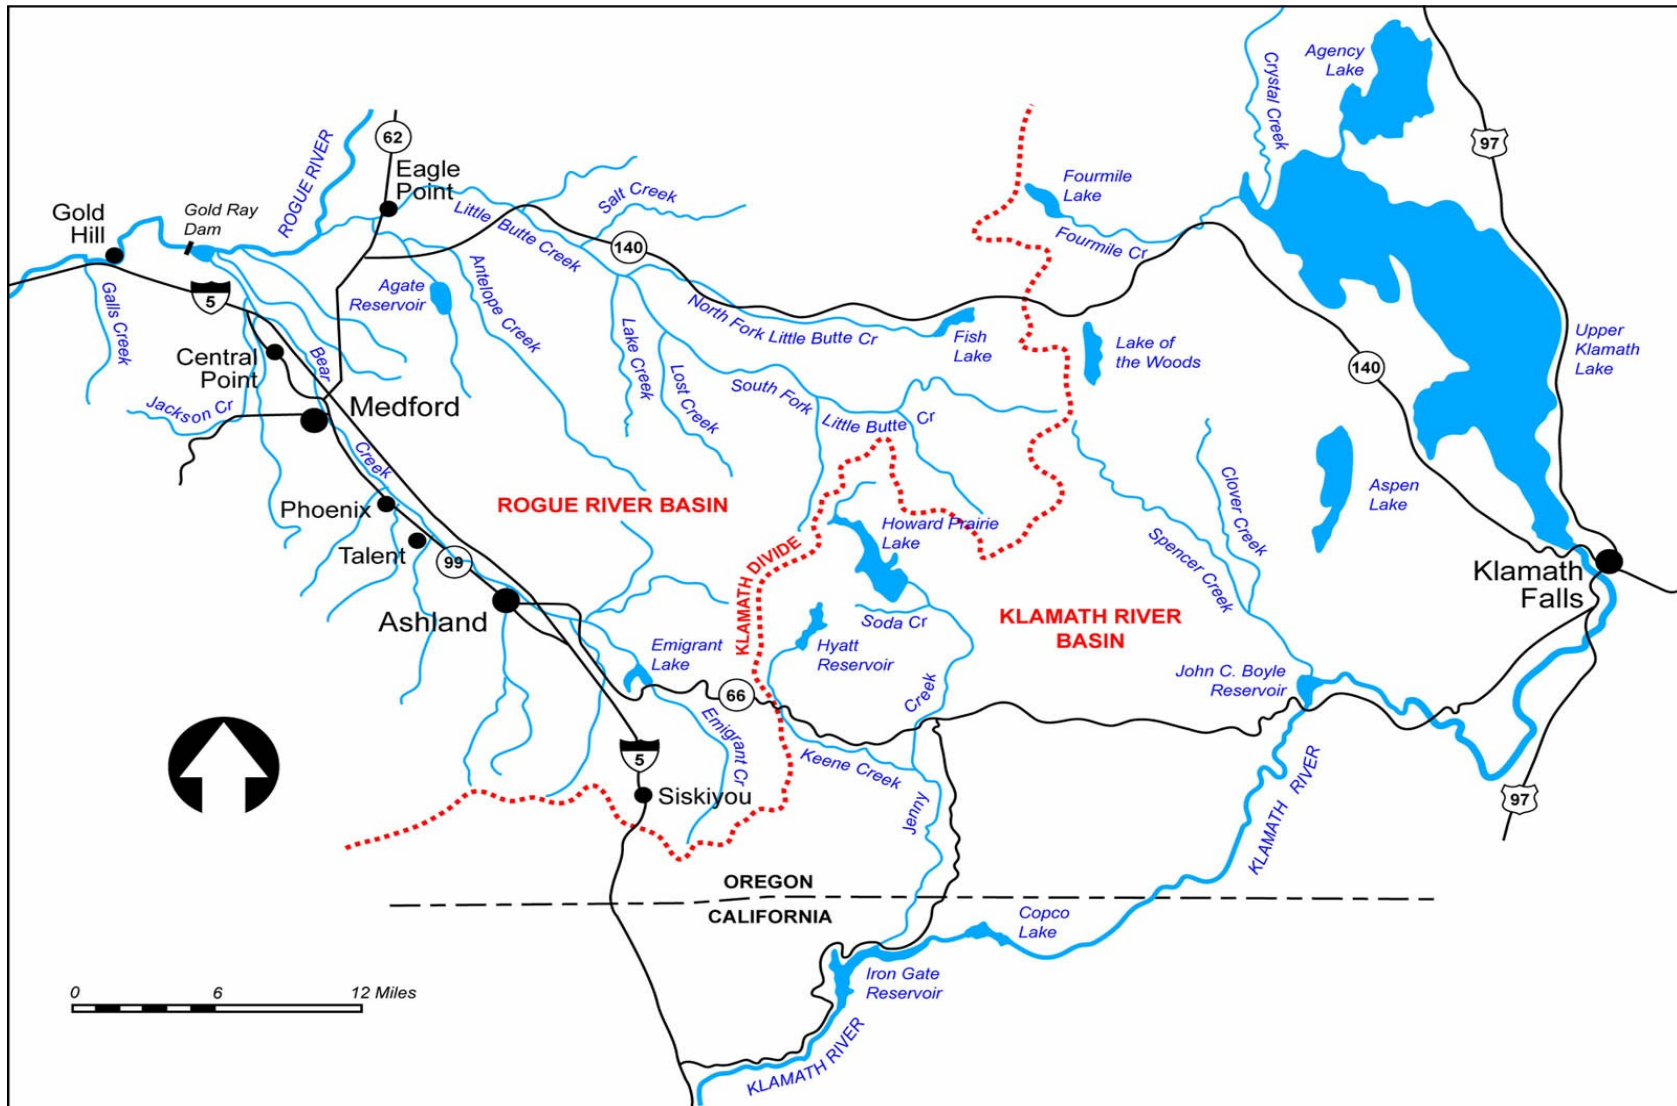 Agency
Lake
Crystal Creek
97
62
ROGUE RIVER
Eagle
Point
Salt Creek
Fourmile
Lake
Gold
Hill
Gold Ray
Dam
Little Butte Creek
140
Fourmile Cr
5
Galls Creek
Agate
Reservoir
Antelope Creek
North Fork Little Butte Cr
Fish
Lake
Lake of
the Woods
Upper
Klamath
Lake
140
Central
Point
Bear
Creek
Lake Creek
Lost Creek
South Fork
Little Butte Cr
Jackson Cr
Medford
Clover Creek
Aspen
Lake
Phoenix
ROGUE RIVER BASIN
Howard Prairie
Lake
Spencer Creek
Talent
99
KLAMATH DIVIDE
Klamath
Falls
Ashland
Soda Cr
KLAMATH RIVER
BASIN
Emigrant
Lake
Hyatt
Reservoir
John C. Boyle
Reservoir
66
Creek
Emigrant Cr
5
Keene Creek
KLAMATH RIVER
Siskiyou
Jenny
97
OREGON
CALIFORNIA
Copco
Lake
Iron Gate
Reservoir
0 6 12 Miles
KLAMATH RIVER